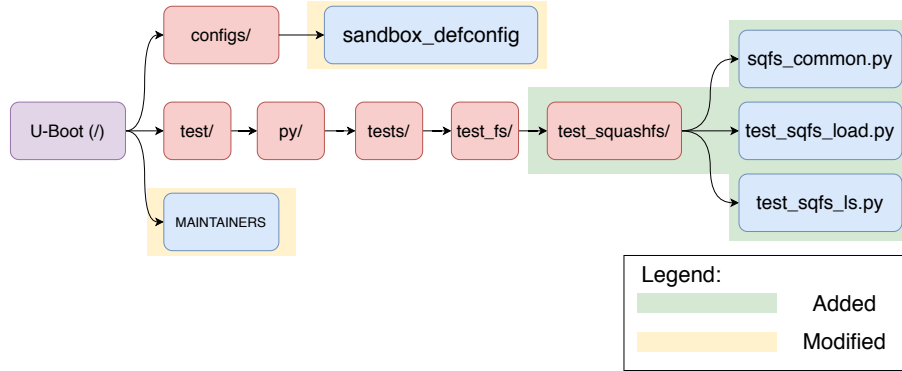 configs/
sandbox_defconfig
sqfs_common.py
U-Boot (/)
test/
py/
tests/
test_fs/
test_squashfs/
test_sqfs_load.py
MAINTAINERS
test_sqfs_ls.py
Legend:
Added
Modified